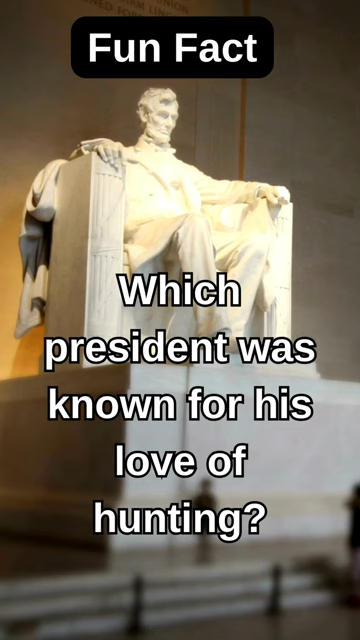 Fun Fact
Which
president was
known for his
love of
hunting?